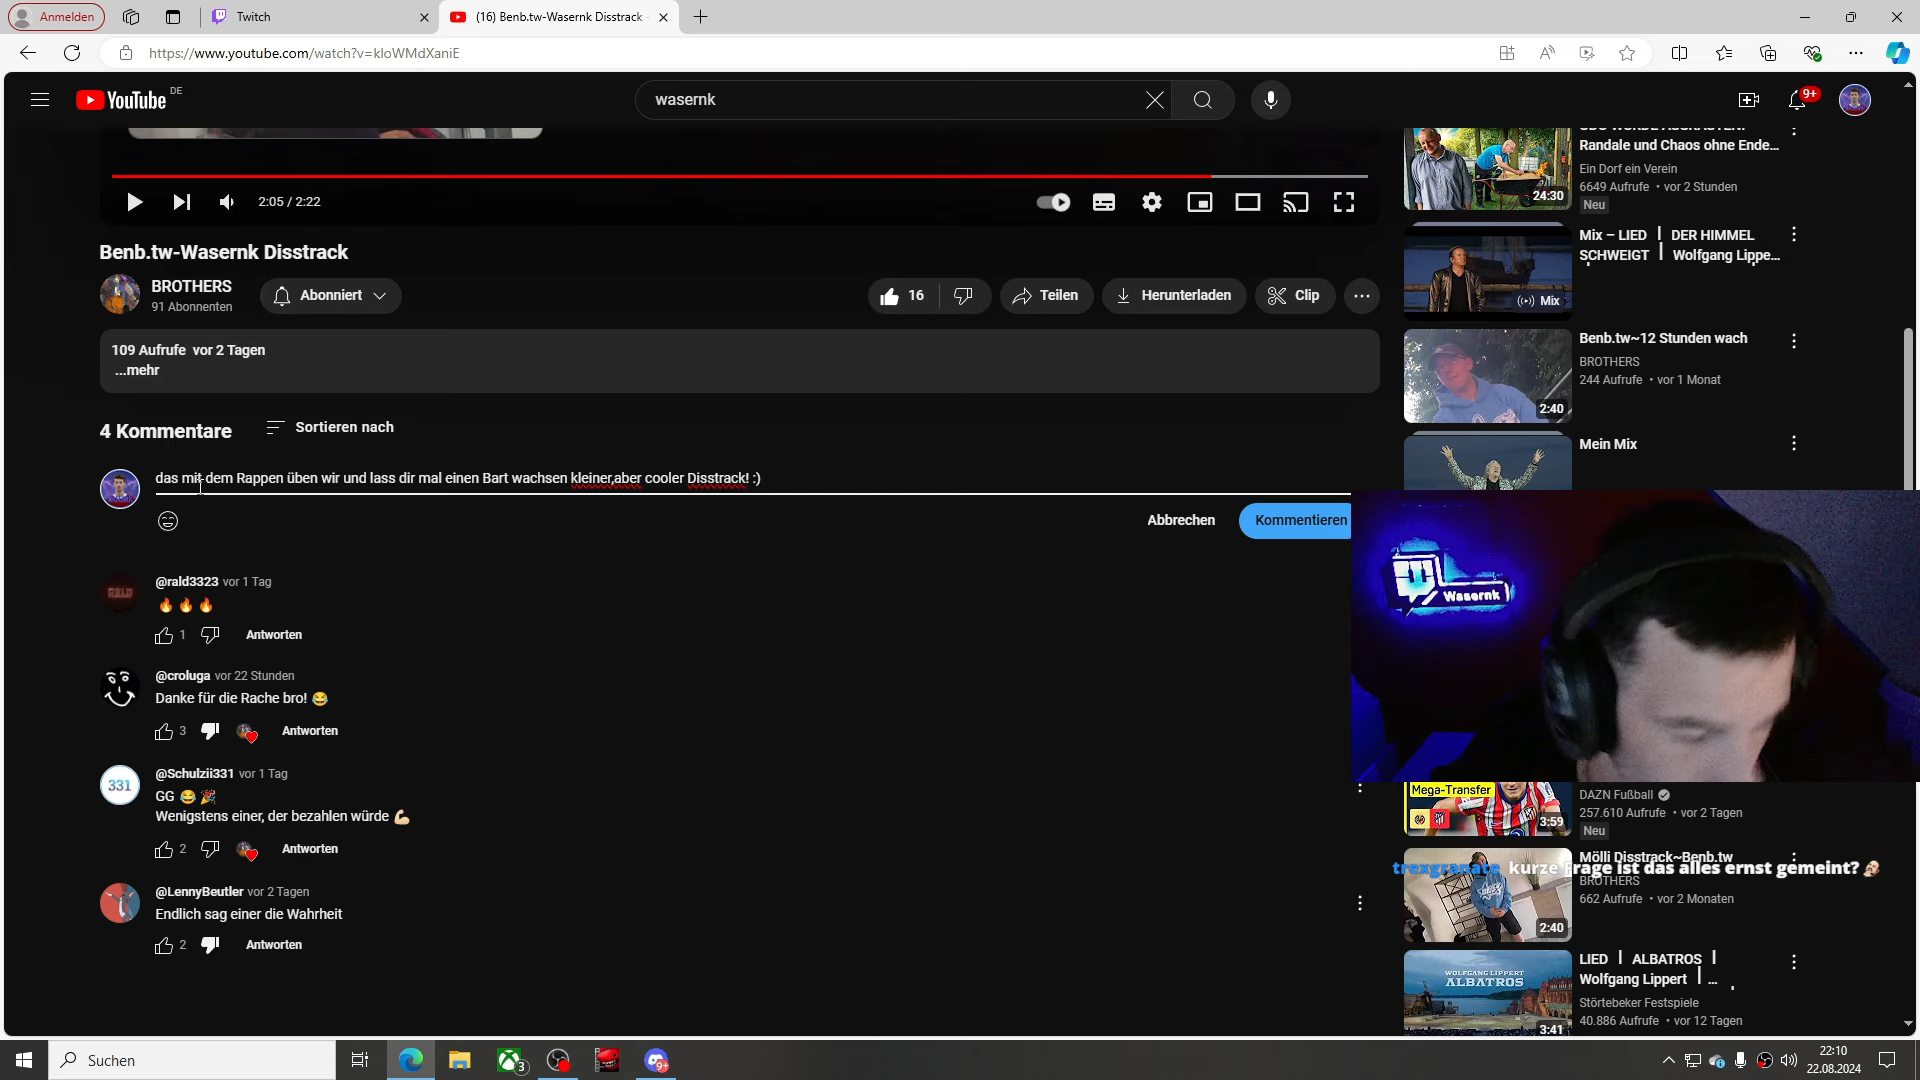 Anmelden
Twitch
(16) Benb.tw-Wasernk Disstrack
https://www.youtube.com/watch?v=kIoWMdXaniE
YouTube DE
wasernk
9+
2:05 / 2:22
Benb.tw-Wasernk Disstrack
BROTHERS
91 Abonnenten
Abonniert
16
Teilen
Herunterladen
Clip
109 Aufrufe vor 2 Tagen
...mehr
4 Kommentare
Sortieren nach
das mit dem Rappen üben wir und lass dir mal einen Bart wachsen kleiner,aber cooler Disstrack! :)
Abbrechen
Kommentieren
@rald3323 vor 1 Tag
🔥🔥🔥
1
Antworten
@croluga vor 22 Stunden
Danke für die Rache bro! 😂
3
Antworten
331
@Schulzii331 vor 1 Tag
GG 😂 🎉
Wenigstens einer, der bezahlen würde 💪🏻
2
Antworten
@LennyBeutler vor 2 Tagen
Endlich sag einer die Wahrheit
2
Antworten
Randale und Chaos ohne Ende...
Ein Dorf ein Verein
6649 Aufrufe • vor 2 Stunden
Neu
24:30
Mix – LIED | DER HIMMEL
SCHWEIGT | Wolfgang Lippe...
Mix
Benb.tw~12 Stunden wach
BROTHERS
244 Aufrufe • vor 1 Monat
2:40
Mein Mix
Wasernk
Mega-Transfer
3:59
DAZN Fußball
257.610 Aufrufe • vor 2 Tagen
Neu
Mölli Disstrack~Benb.tw
trexgranate kurze Frage ist das alles ernst gemeint?
BROTHERS
662 Aufrufe • vor 2 Monaten
2:40
LIED | ALBATROS |
Wolfgang Lippert | ...
WOLFGANG LIPPERT
ALBATROS
Störtebeker Festspiele
40.886 Aufrufe • vor 12 Tagen
3:41
Suchen
3
9+
22:10
22.08.2024